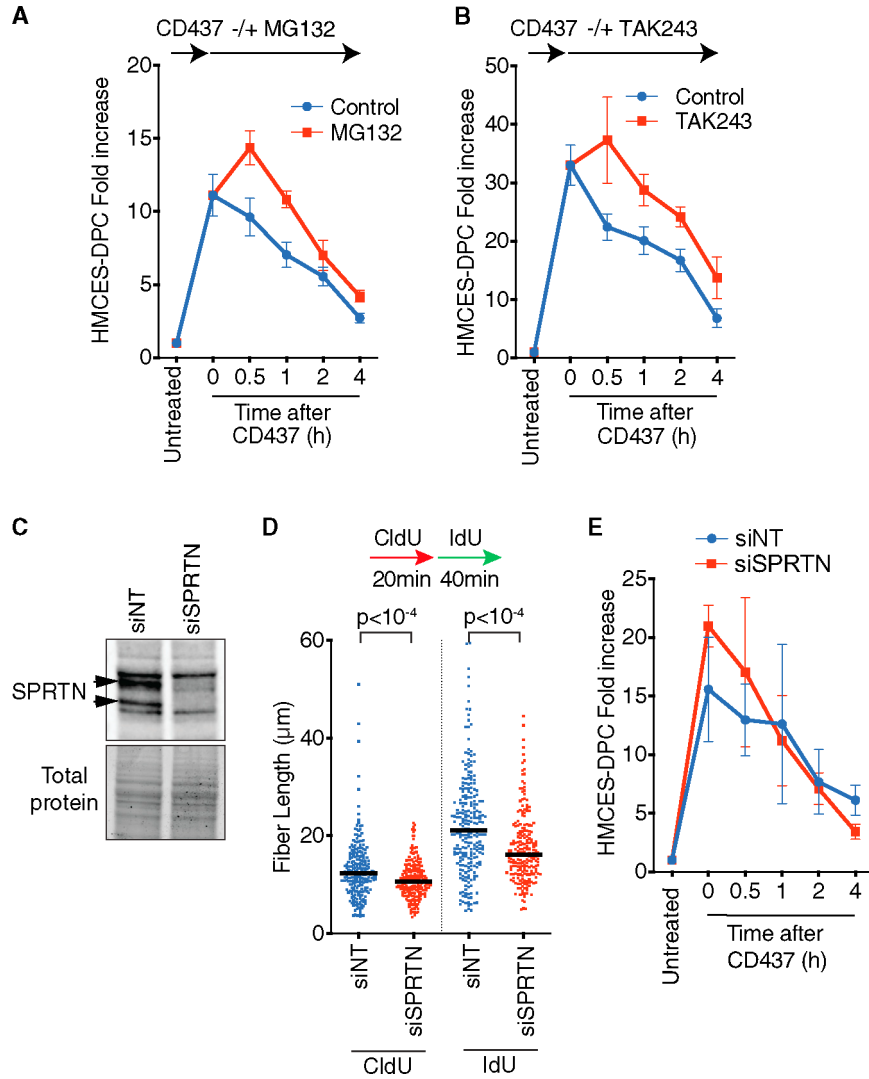 A
CD437 -/+ MG132
HMCES-DPC Fold increase
20
15
10
5
0
Control
MG132
Untreated
0 0.5 1 2 4
Time after
CD437 (h)
B
CD437 -/+ TAK243
HMCES-DPC Fold increase
50
40
30
20
10
0
Control
TAK243
Untreated
0 0.5 1 2 4
Time after
CD437 (h)
C
siNT
siSPRTN
SPRTN
Total
protein
D
CldU IdU
20min 40min
p<10⁻⁴ p<10⁻⁴
Fiber Length (µm)
60
40
20
0
siNT
siSPRTN
siNT
siSPRTN
CldU IdU
E
siNT
siSPRTN
HMCES-DPC Fold increase
25
20
15
10
5
0
Untreated
0 0.5 1 2 4
Time after
CD437 (h)